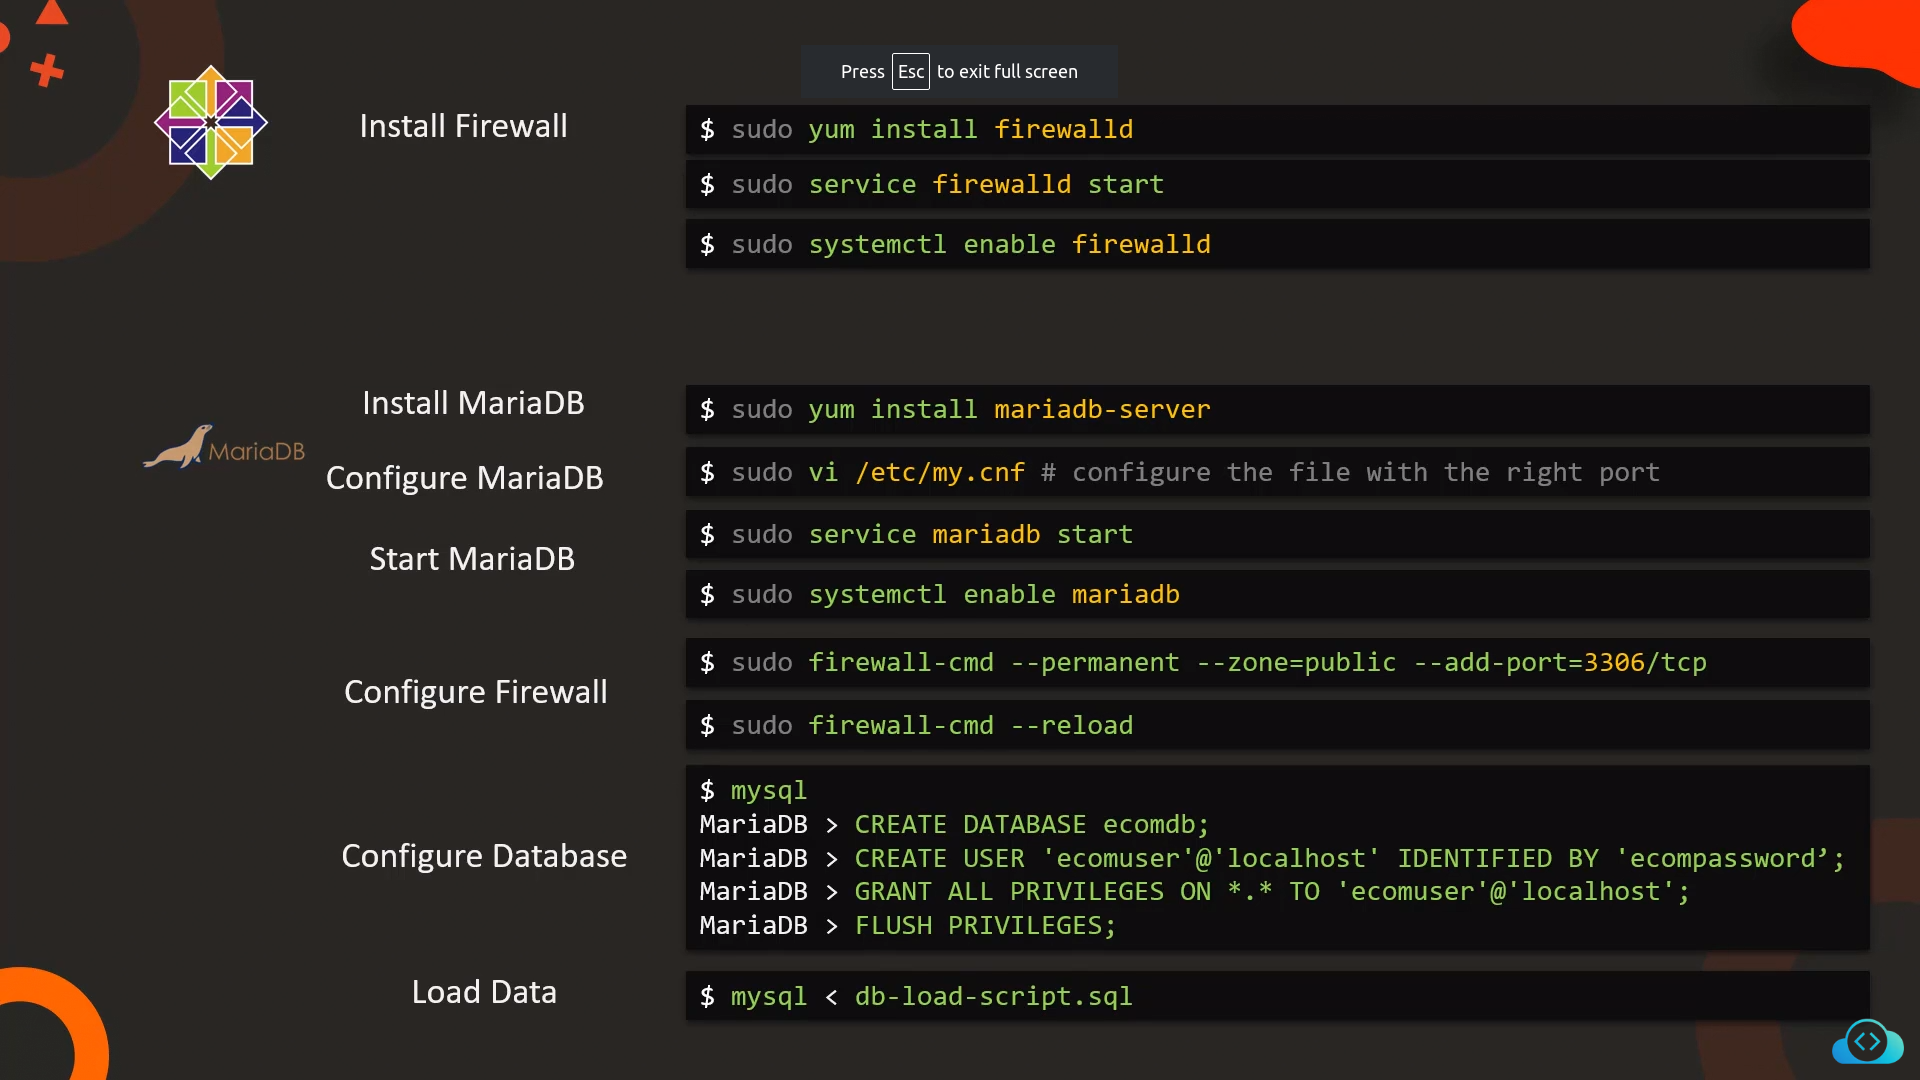 Press Esc to exit full screen
Install Firewall
$ sudo yum install firewalld
$ sudo service firewalld start
$ sudo systemctl enable firewalld
Install MariaDB
$ sudo yum install mariadb-server
MariaDB
Configure MariaDB
$ sudo vi /etc/my.cnf # configure the file with the right port
Start MariaDB
$ sudo service mariadb start
$ sudo systemctl enable mariadb
Configure Firewall
$ sudo firewall-cmd --permanent --zone=public --add-port=3306/tcp
$ sudo firewall-cmd --reload
Configure Database
$ mysql
MariaDB > CREATE DATABASE ecomdb;
MariaDB > CREATE USER 'ecomuser'@'localhost' IDENTIFIED BY 'ecompassword’;
MariaDB > GRANT ALL PRIVILEGES ON *.* TO 'ecomuser'@'localhost';
MariaDB > FLUSH PRIVILEGES;
Load Data
$ mysql < db-load-script.sql